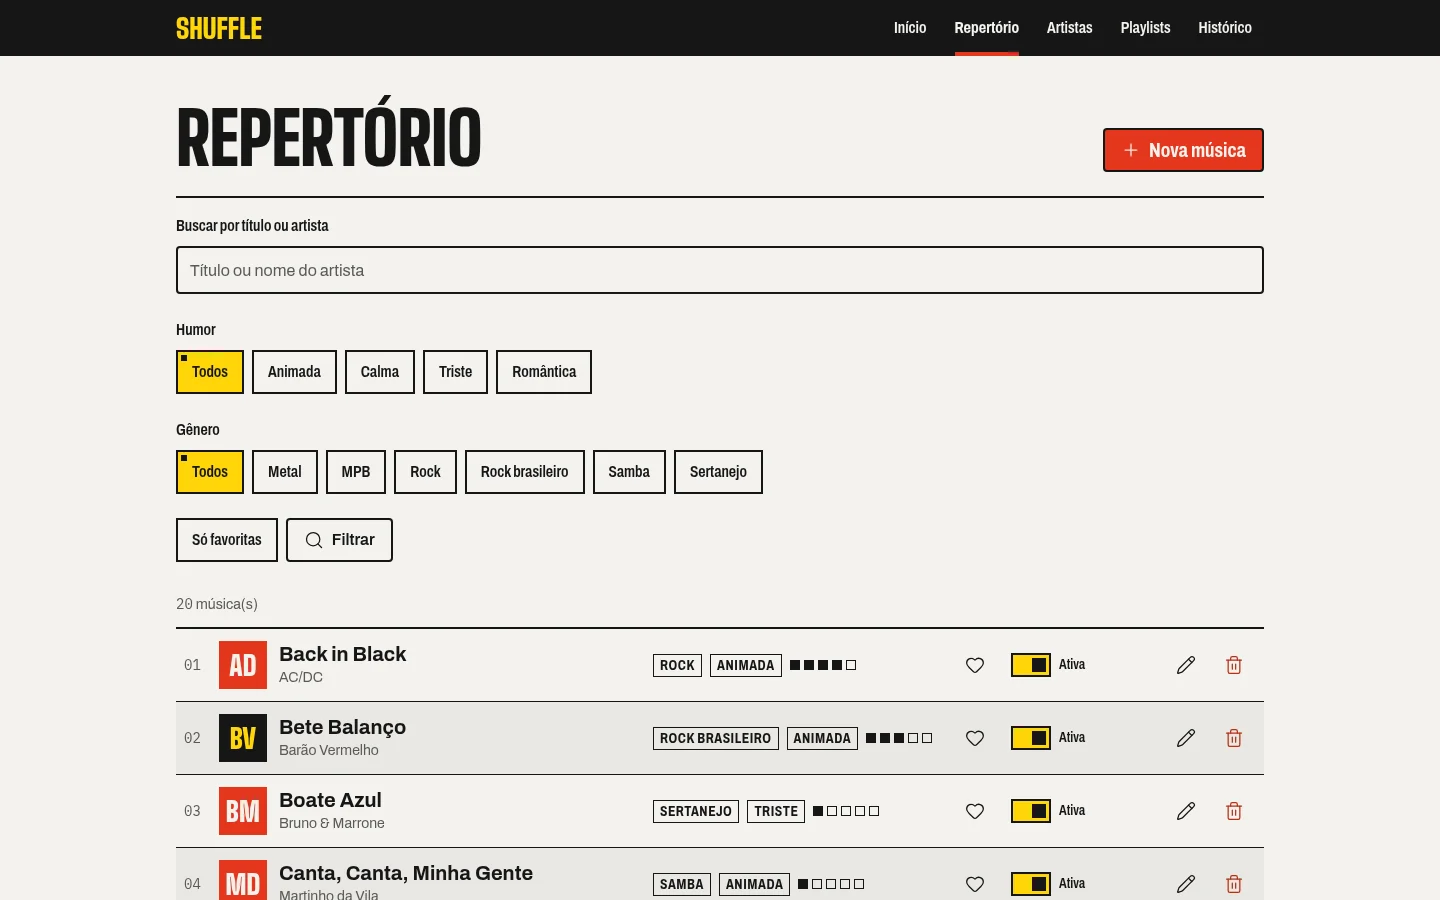 SHUFFLE
Início Repertório Artistas Playlists Histórico
REPERTÓRIO
Nova música
Buscar por título ou artista
Título ou nome do artista
Humor
Todos Animada Calma Triste Romântica
Gênero
Todos Metal MPB Rock Rock brasileiro Samba Sertanejo
Só favoritas Filtrar
20 música(s)
01 AD Back in Black ROCK ANIMADA Ativa
AC/DC
02 BV Bete Balanço ROCK BRASILEIRO ANIMADA Ativa
Barão Vermelho
03 BM Boate Azul SERTANEJO TRISTE Ativa
Bruno & Marrone
04 MD Canta, Canta, Minha Gente SAMBA ANIMADA Ativa
Martinho da Vila